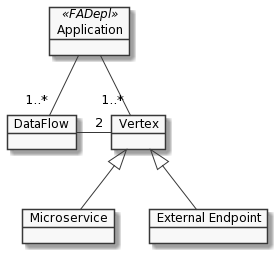 «FADepl»
Application
1..*
1..*
DataFlow
2
Vertex
Microservice
External Endpoint